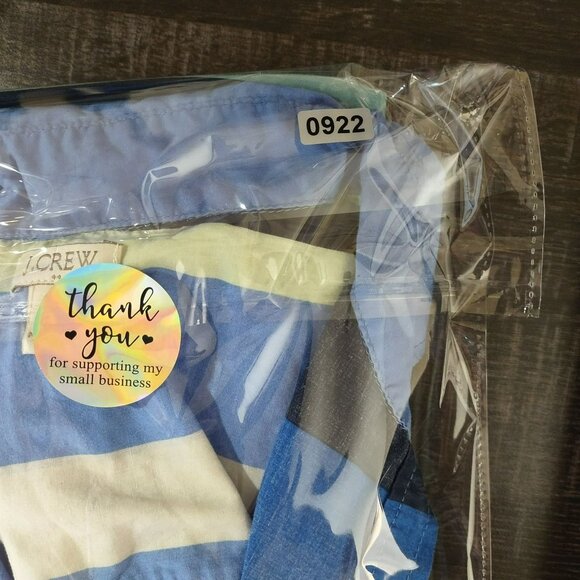 0922
J.CREW
thank
you
for supporting my
small business